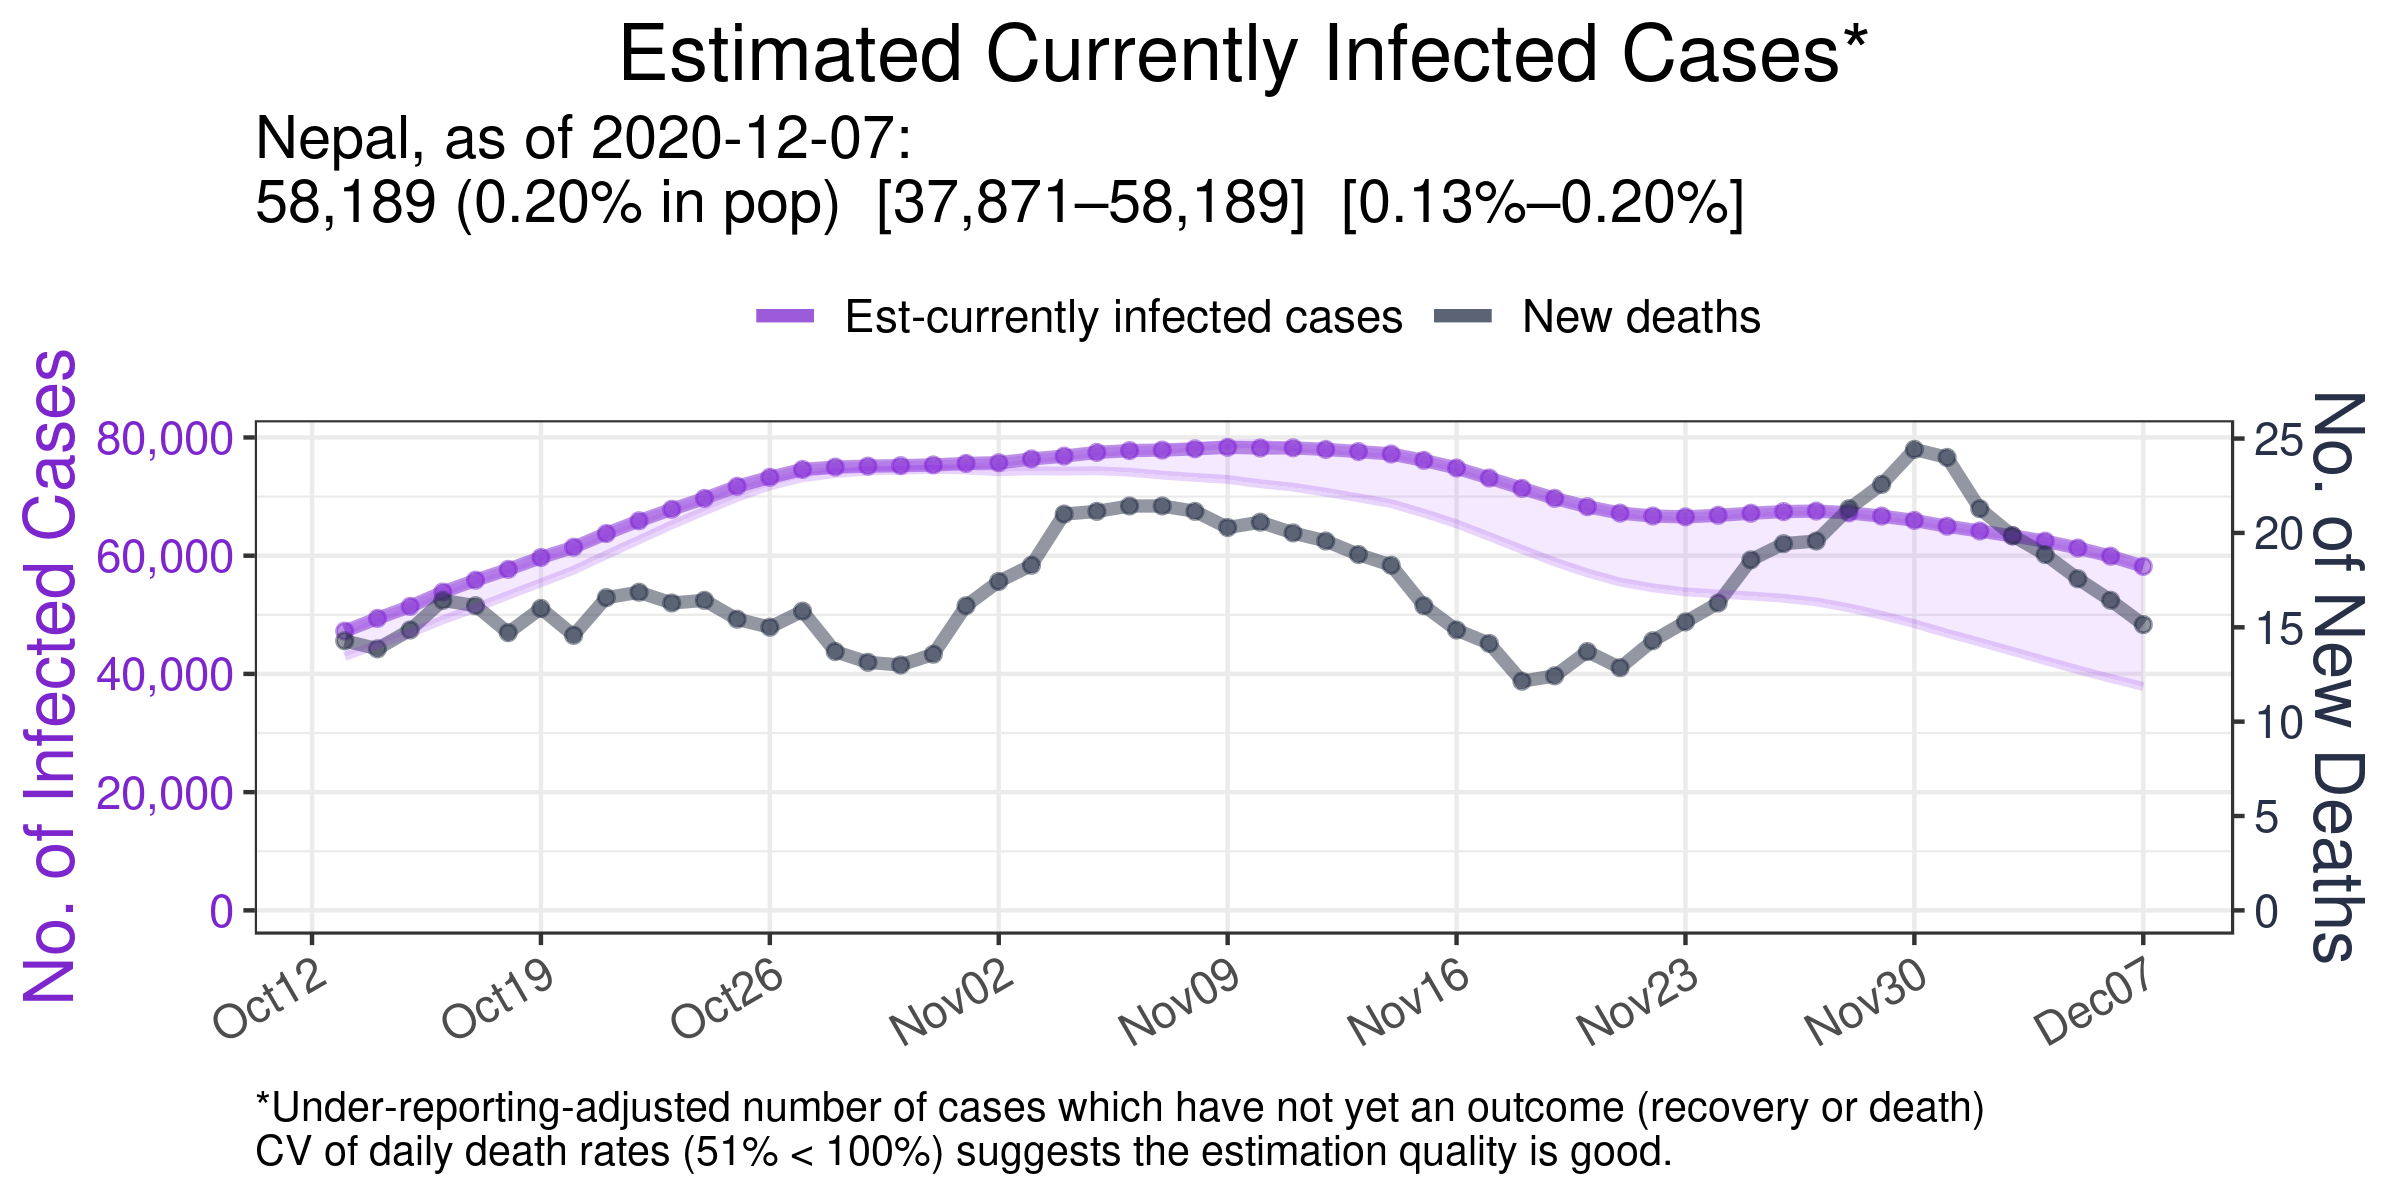 Estimated Currently Infected Cases*
Nepal, as of 2020-12-07:
58,189 (0.20% in pop)  [37,871–58,189]  [0.13%–0.20%]
Est-currently infected cases
New deaths
No. of Infected Cases
80,000
60,000
40,000
20,000
0
25
20
15
10
5
0
No. of New Deaths
Oct12
Oct19
Oct26
Nov02
Nov09
Nov16
Nov23
Nov30
Dec07
*Under-reporting-adjusted number of cases which have not yet an outcome (recovery or death)
CV of daily death rates (51% < 100%) suggests the estimation quality is good.